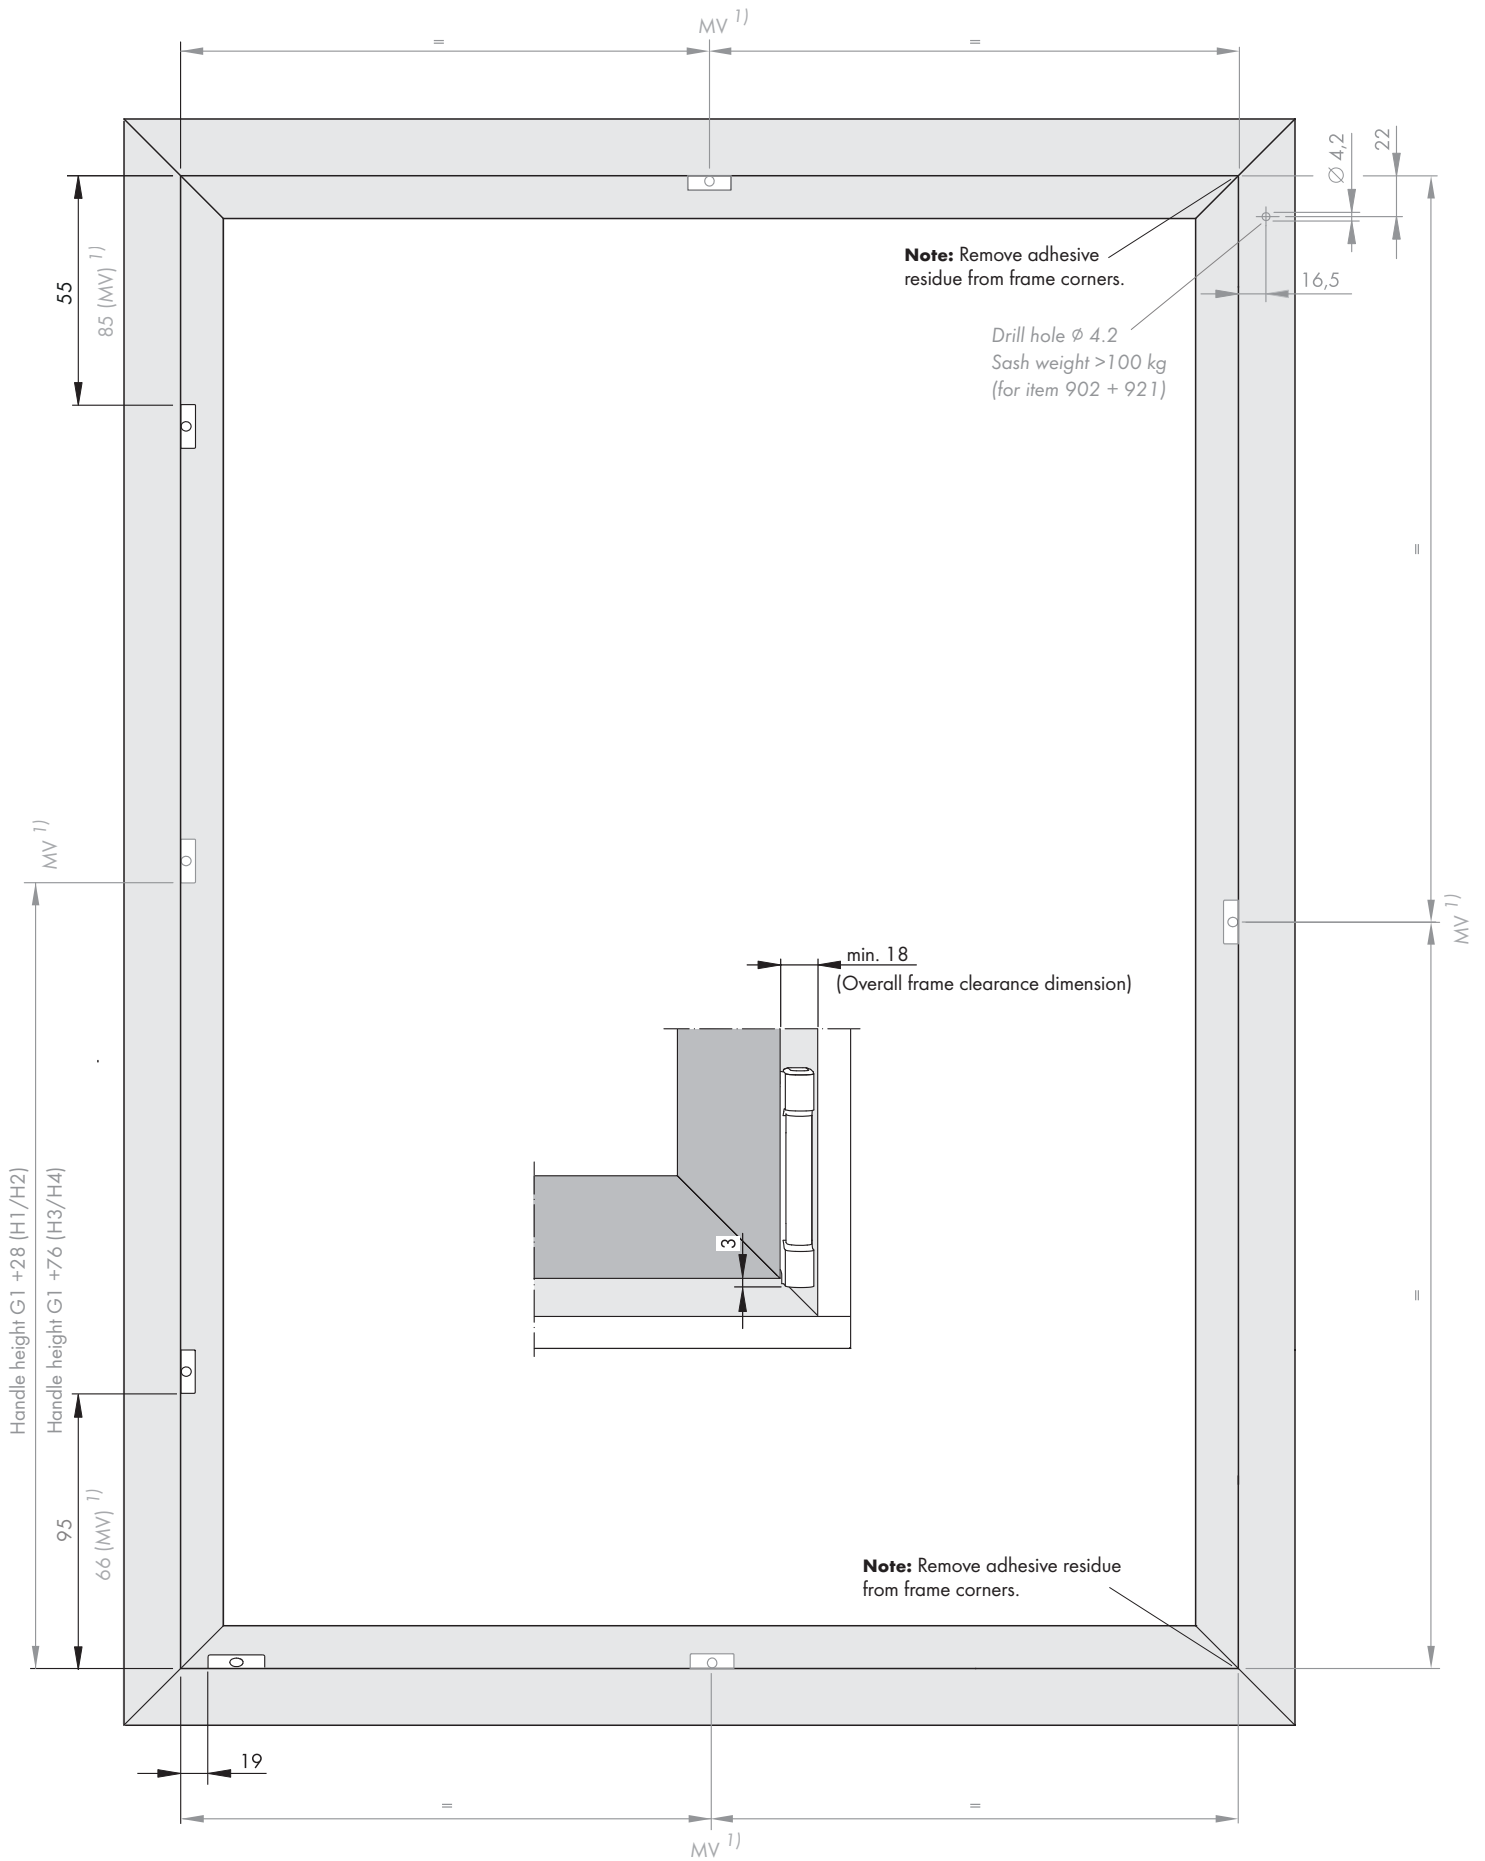 MV 1)
=
=
Ø 4,2
22
55
85 (MV) 1)
Note: Remove adhesive
residue from frame corners.
16,5
Drill hole Ø 4.2
Sash weight >100 kg
(for item 902 + 921)
=
MV 1)
MV 1)
min. 18
(Overall frame clearance dimension)
Handle height G1 +28 (H1/H2)
Handle height G1 +76 (H3/H4)
3
=
95
66 (MV) 1)
Note: Remove adhesive residue
from frame corners.
19
=
=
MV 1)